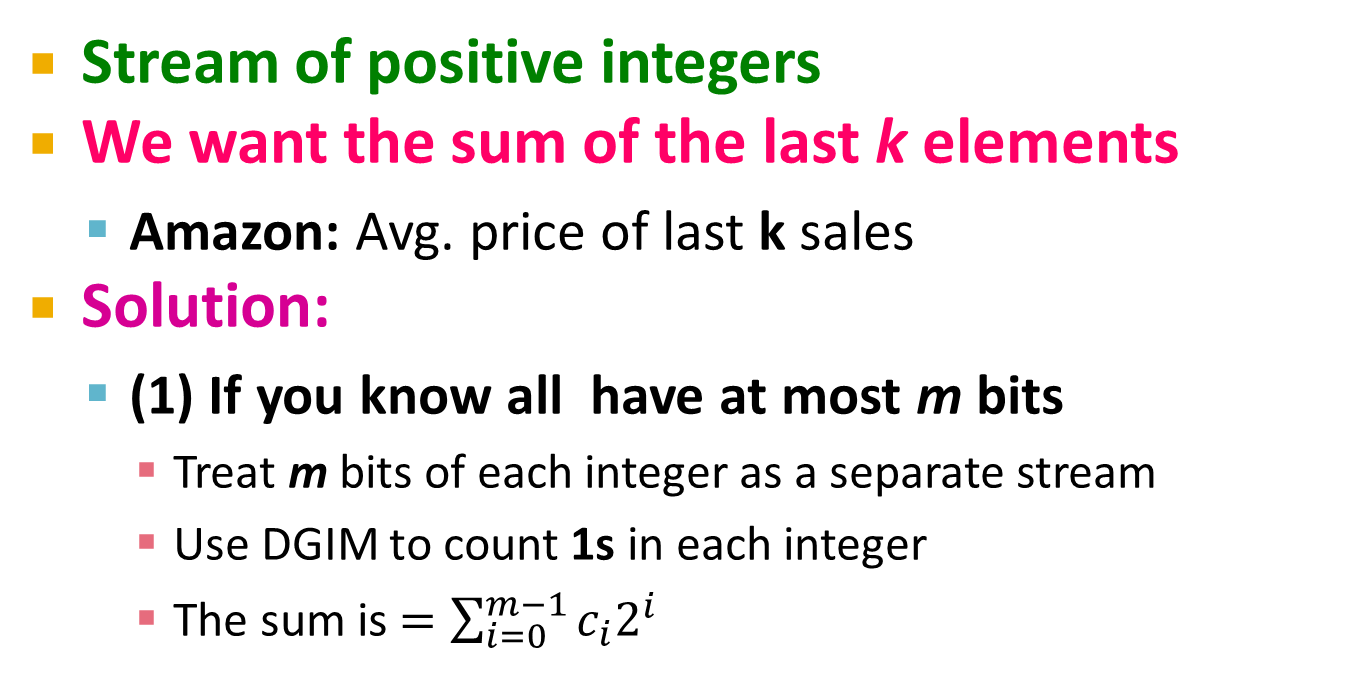 Stream of positive integers
We want the sum of the last k elements
Amazon: Avg. price of last k sales
Solution:
(1) If you know all have at most m bits
Treat m bits of each integer as a separate stream
Use DGIM to count 1s in each integer
The sum is = ∑_{i=0}^{m−1} c_i 2^i